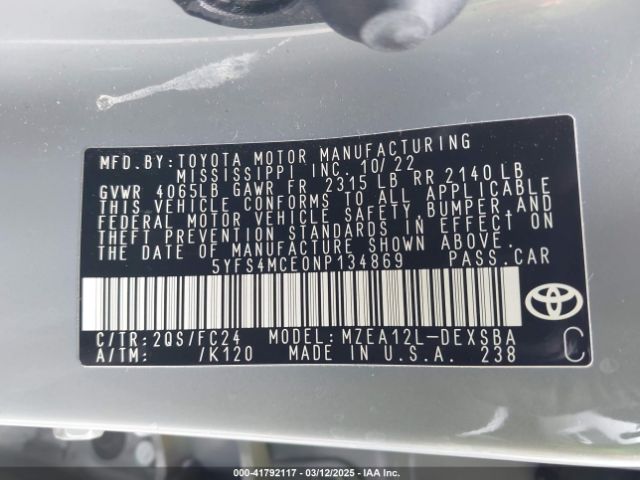 MFD. BY: TOYOTA MOTOR MANUFACTURING
MISSISSIPPI INC. 10/22
GVWR 4065LB GAWR FR 2315 LB RR 2140 LB
THIS VEHICLE CONFORMS TO ALL APPLICABLE
FEDERAL MOTOR VEHICLE SAFETY, BUMPER, AND
THEFT PREVENTION STANDARDS IN EFFECT ON
THE DATE OF MANUFACTURE SHOWN ABOVE.
5YFS4MCE0NP134869 PASS. CAR
C/TR: 2QS/FC24 MODEL: MZEA12L-DEXSBA
A/TM: /K120 MADE IN U.S.A. 238 C
000-41792117 - 03/12/2025 - IAA Inc.